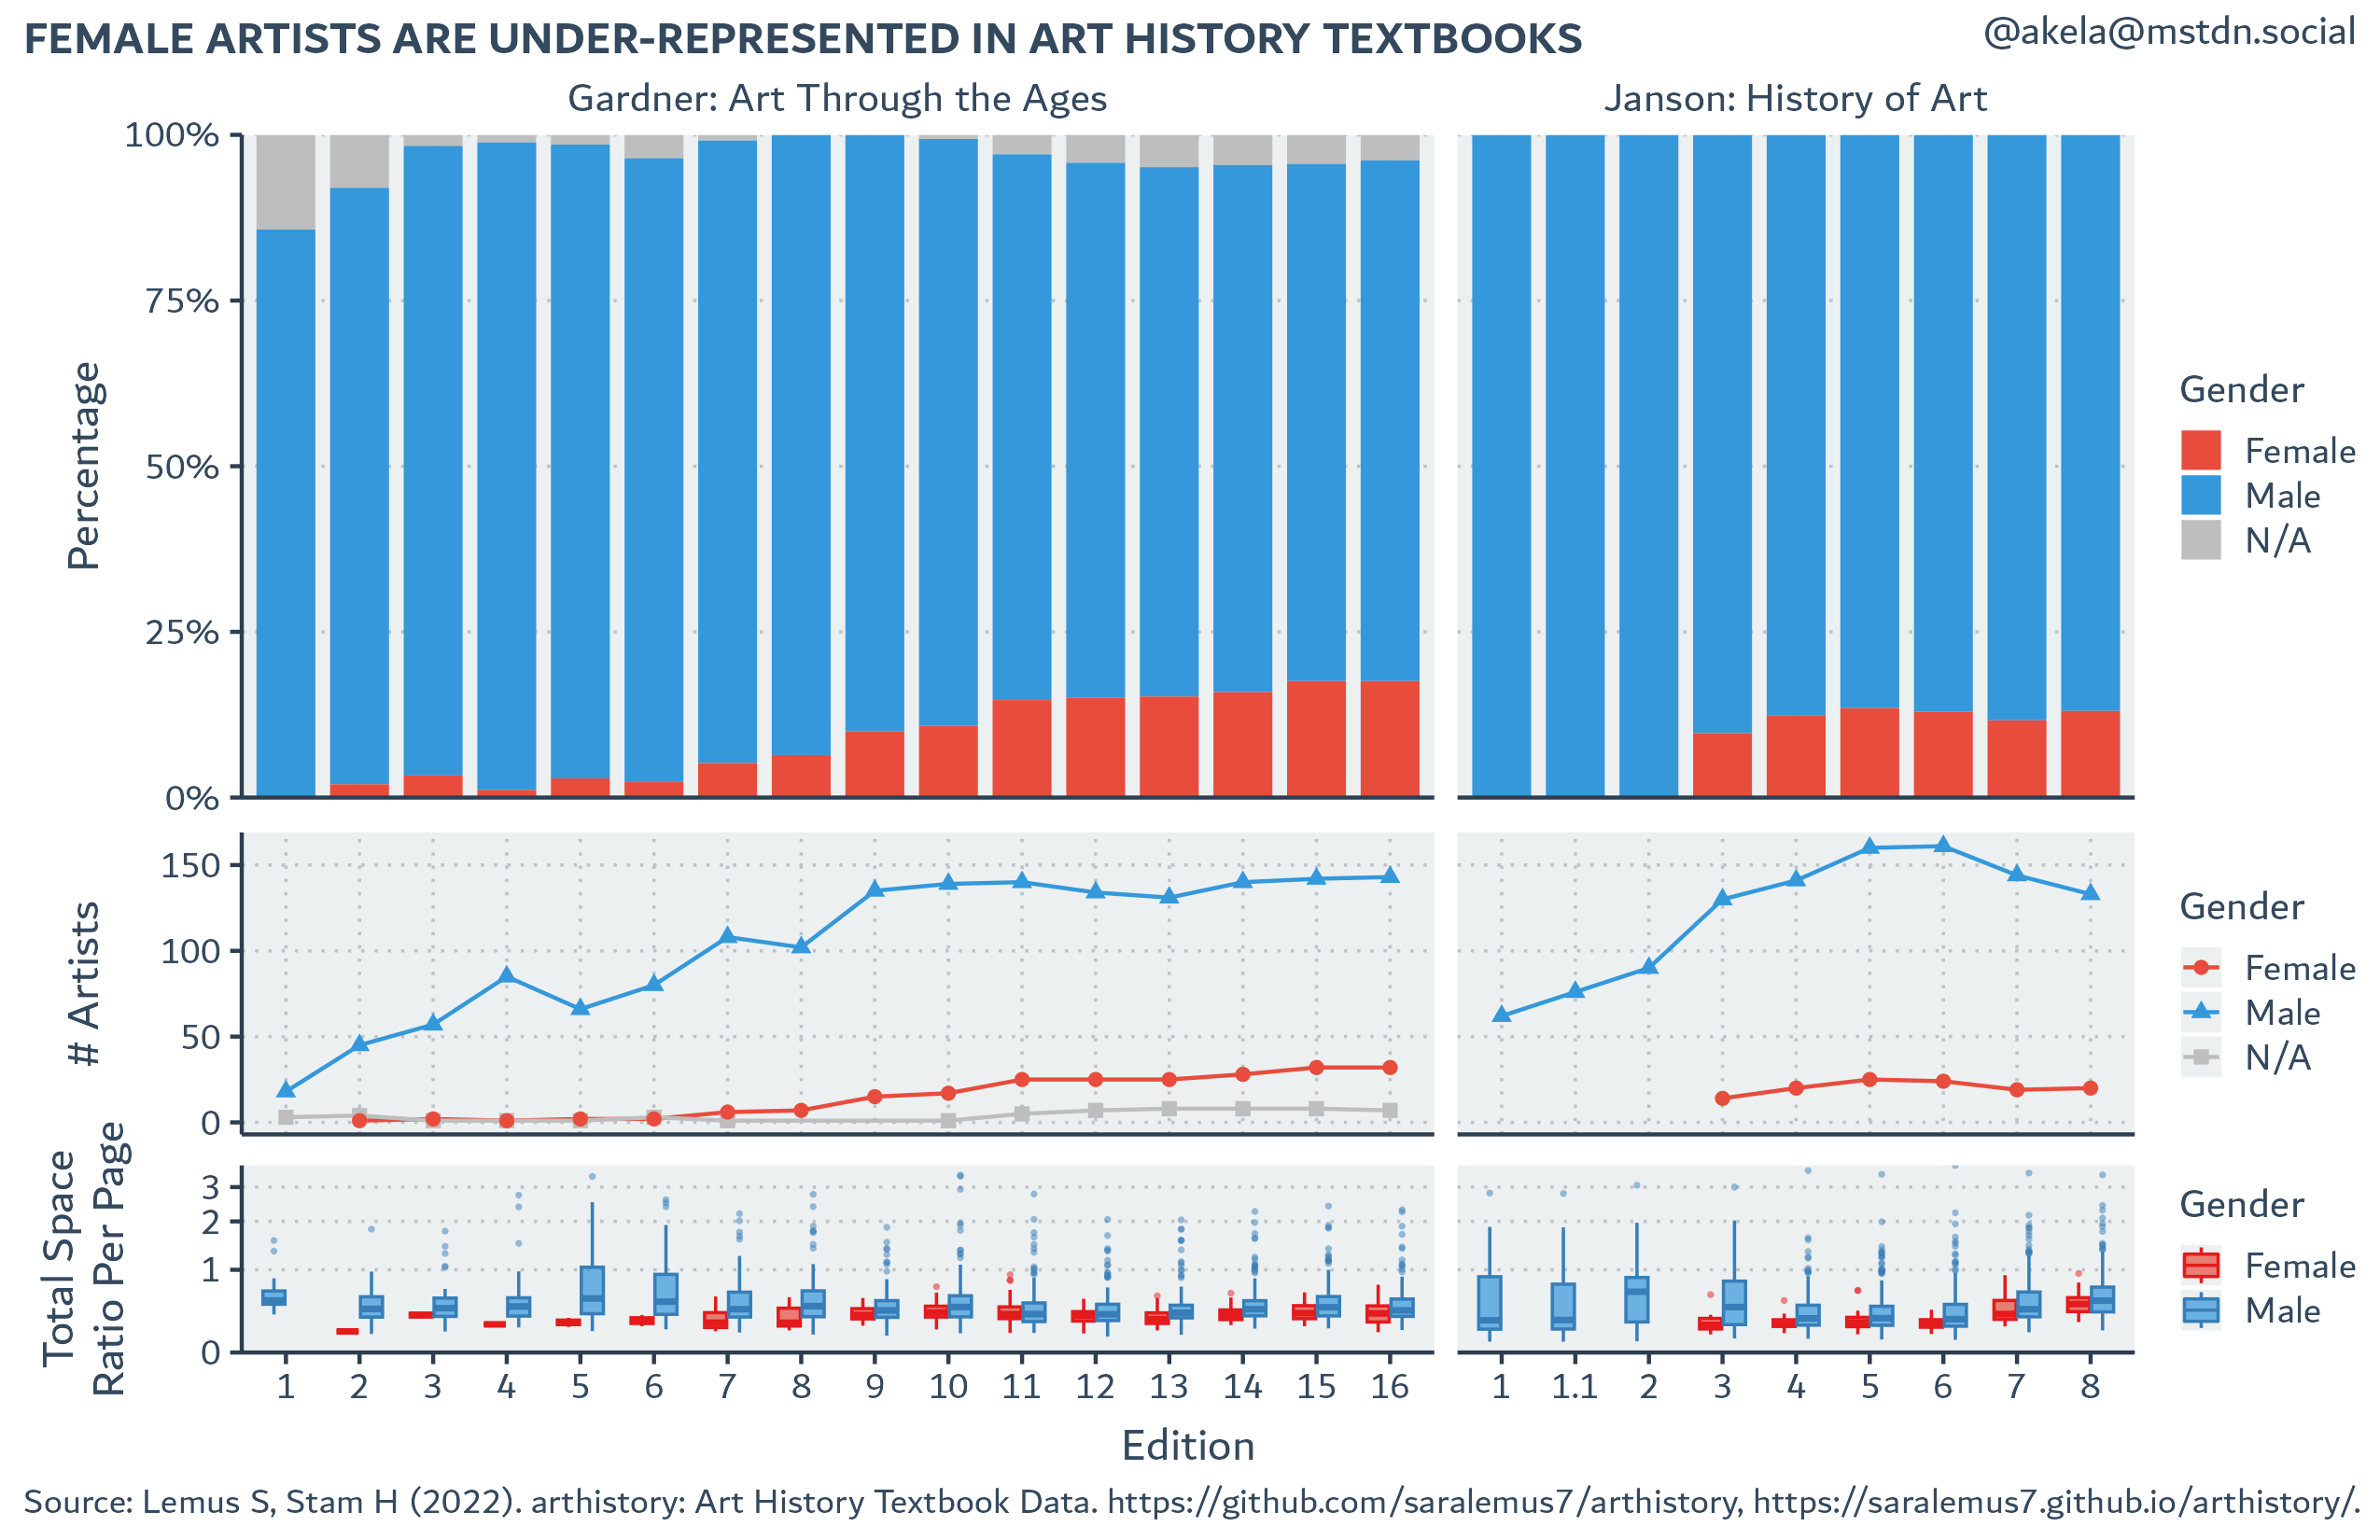 FEMALE ARTISTS ARE UNDER-REPRESENTED IN ART HISTORY TEXTBOOKS
@akela@mstdn.social
Gardner: Art Through the Ages
Janson: History of Art
Percentage
100%
75%
50%
25%
0%
Gender
Female
Male
N/A
# Artists
150
100
50
0
Gender
Female
Male
N/A
Total Space
Ratio Per Page
3
2
1
0
Gender
Female
Male
1 2 3 4 5 6 7 8 9 10 11 12 13 14 15 16
1 1.1 2 3 4 5 6 7 8
Edition
Source: Lemus S, Stam H (2022). arthistory: Art History Textbook Data. https://github.com/saralemus7/arthistory, https://saralemus7.github.io/arthistory/.